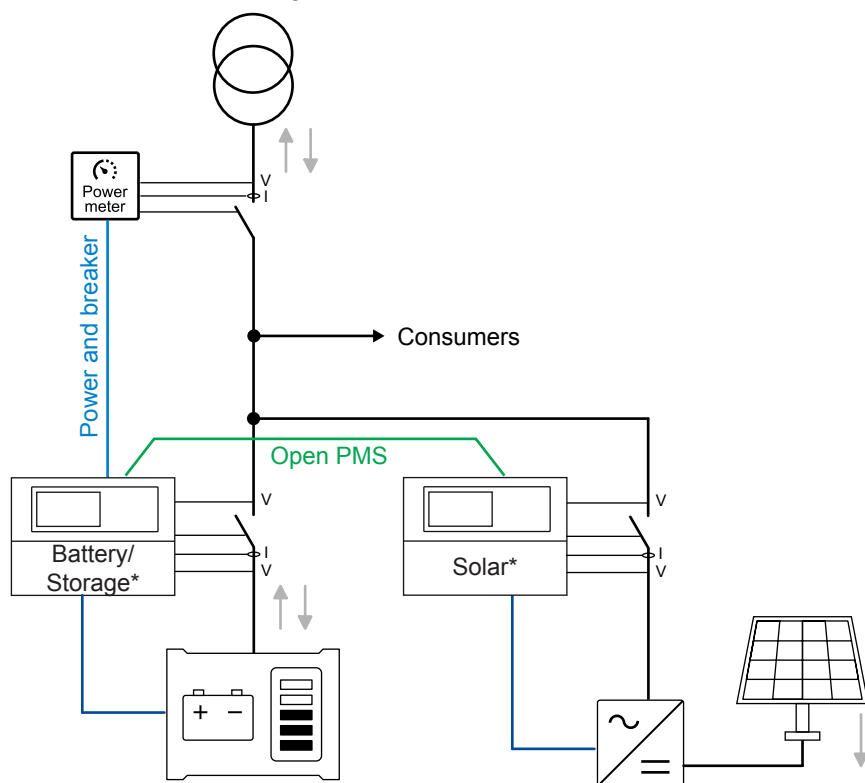 V
I
Power
meter
Power and breaker
Consumers
Open PMS
V
V
Battery/
Storage*
I
V
Solar*
I
V
+ −